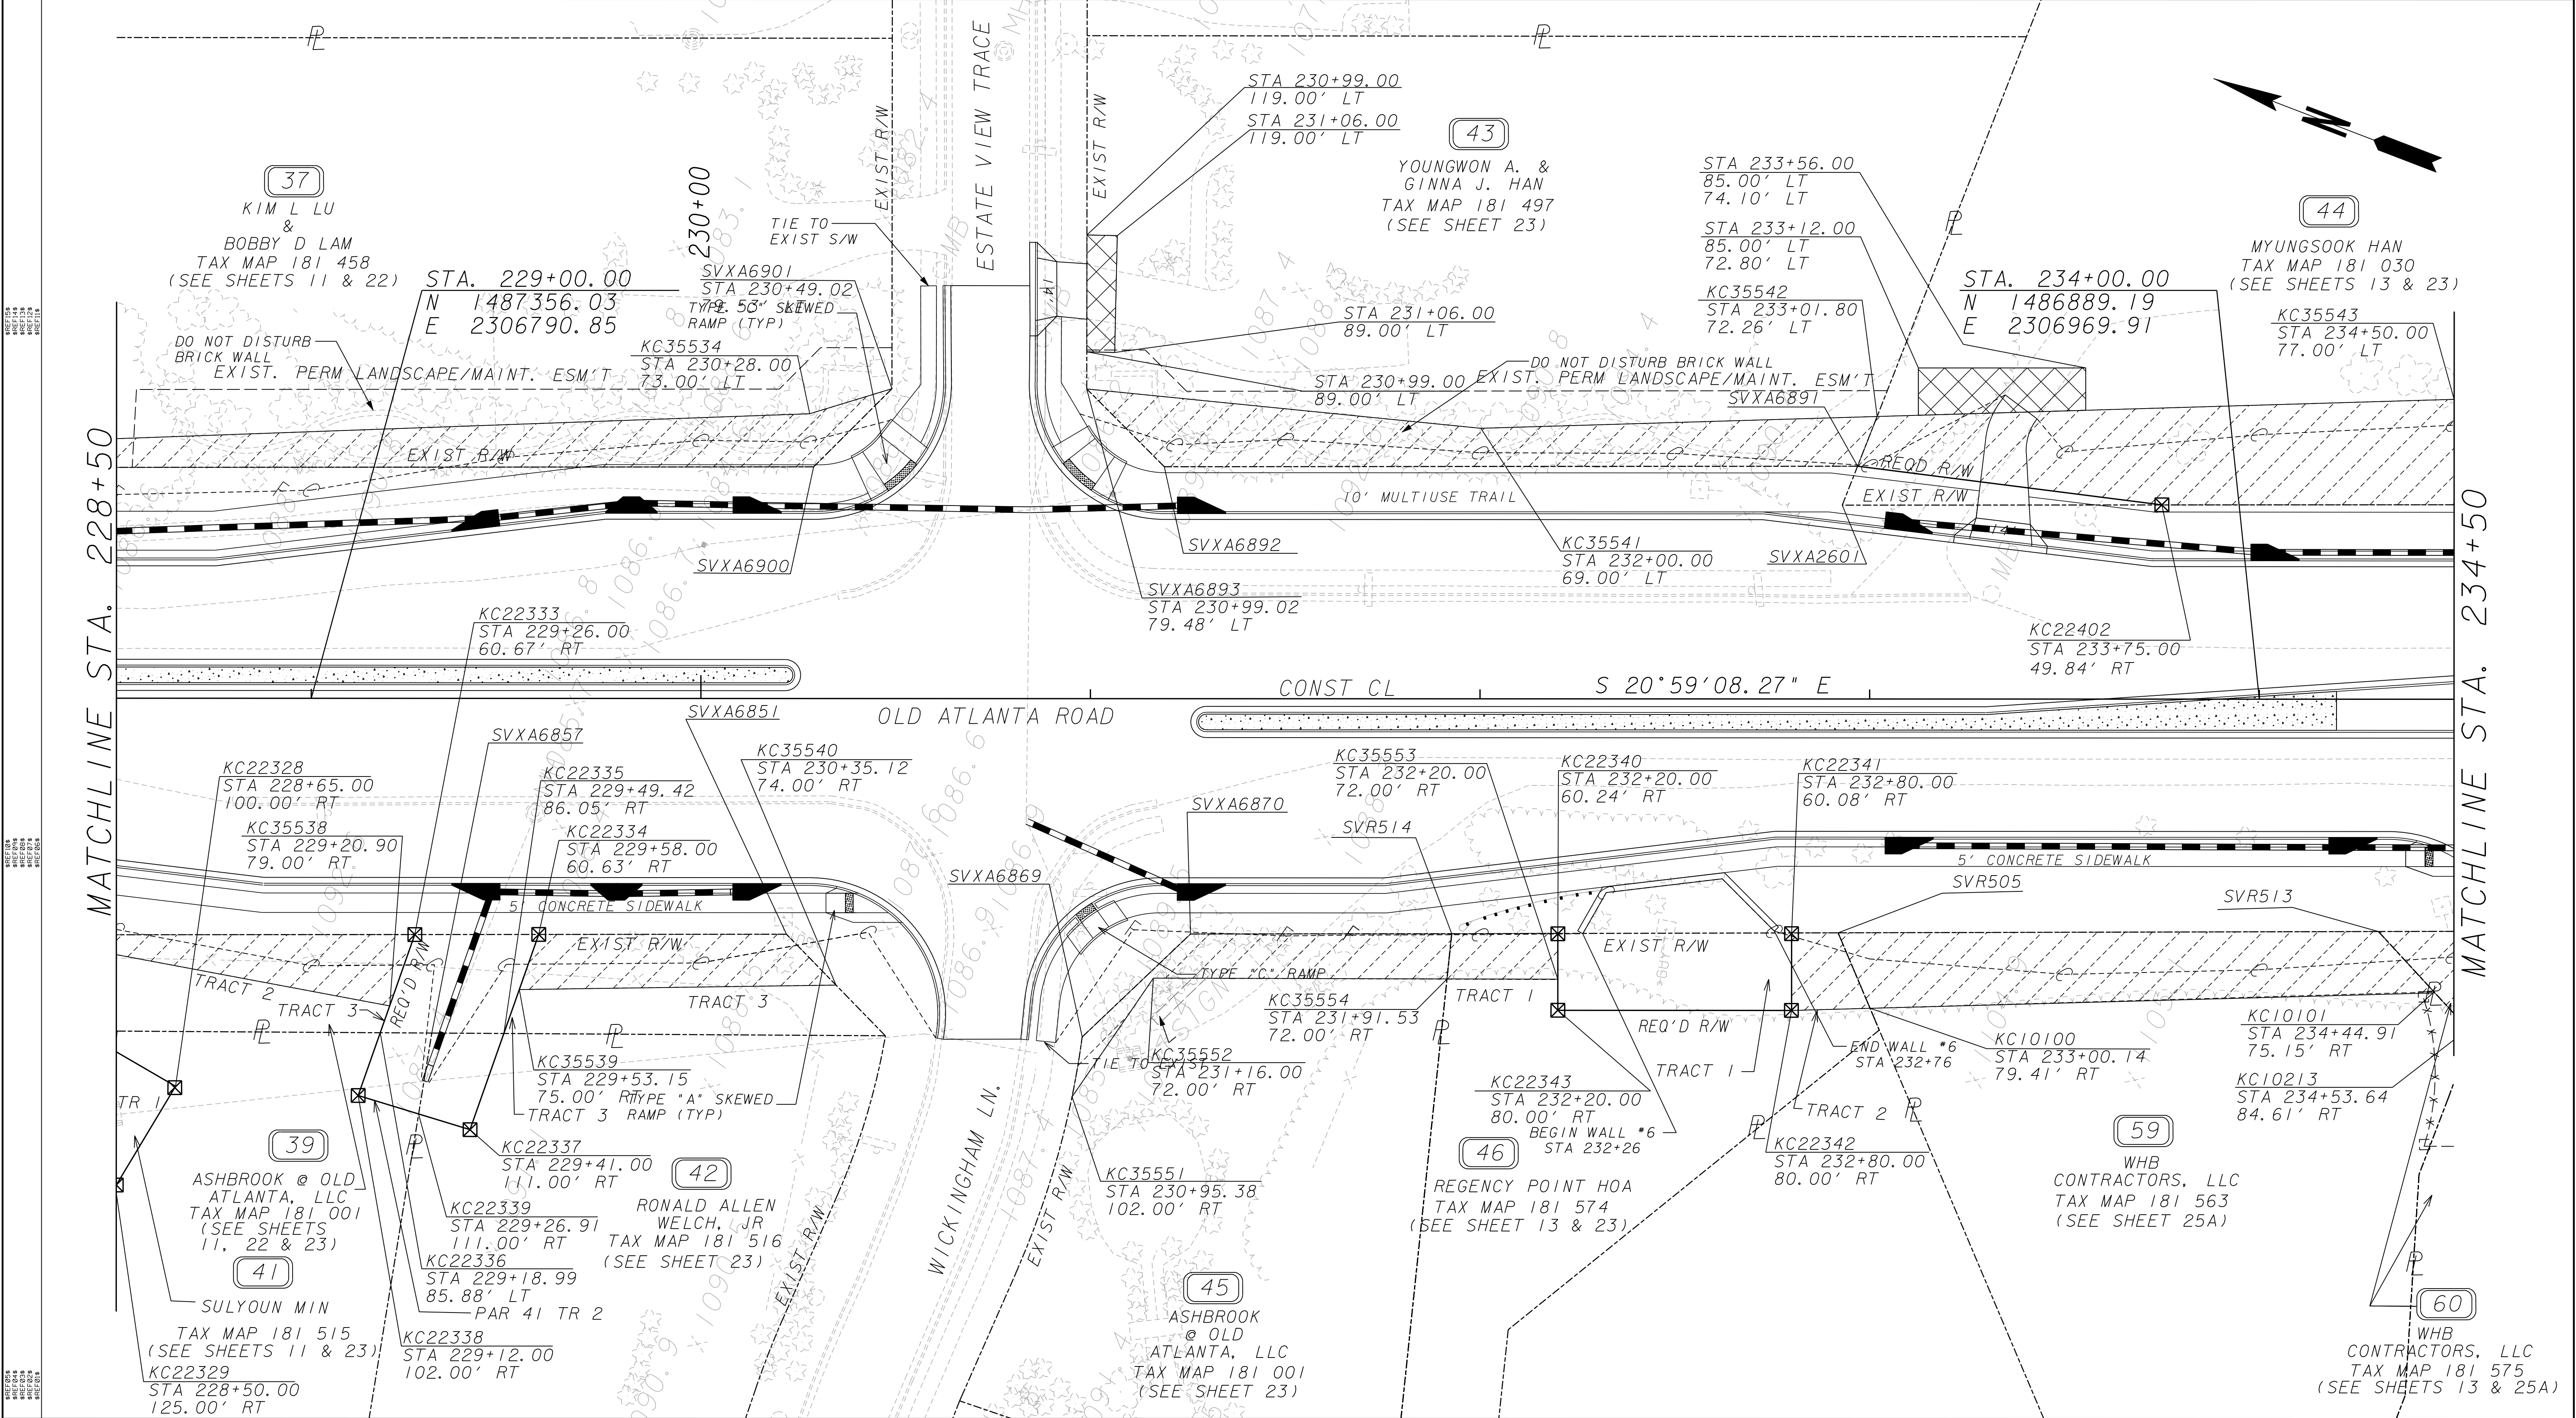 ℄
℄
ESTATE VIEW TRACE
EXIST R/W
EXIST R/W
STA 230+99.00
119.00' LT
STA 231+06.00
119.00' LT
43
YOUNGWON A. &
GINNA J. HAN
TAX MAP 181 497
(SEE SHEET 23)
STA 233+56.00
85.00' LT
74.10' LT
STA 233+12.00
85.00' LT
72.80' LT
KC35542
STA 233+01.80
72.26' LT
N
44
MYUNGSOOK HAN
TAX MAP 181 030
(SEE SHEETS 13 & 23)
KC35543
STA 234+50.00
77.00' LT
STA. 234+00.00
N 1486889.19
E 2306969.91
37
KIM L LU
&
BOBBY D LAM
TAX MAP 181 458
(SEE SHEETS 11 & 22)
STA. 229+00.00
N 1487356.03
E 2306790.85
230+00
TIE TO
EXIST S/W
SVXA6901
STA 230+49.02
79.53' LT
TYPE "C" SKEWED
RAMP (TYP)
KC35534
STA 230+28.00
73.00' LT
DO NOT DISTURB
BRICK WALL
EXIST. PERM LANDSCAPE/MAINT. ESM'T
14'
STA 231+06.00
89.00' LT
STA 230+99.00
89.00' LT
DO NOT DISTURB BRICK WALL
EXIST. PERM LANDSCAPE/MAINT. ESM'T
SVXA6891
EXIST R/W
REQD R/W
EXIST R/W
10' MULTIUSE TRAIL
14'
MATCHLINE STA. 228+50
MATCHLINE STA. 234+50
SVXA6900
SVXA6892
SVXA6893
STA 230+99.02
79.48' LT
KC35541
STA 232+00.00
69.00' LT
SVXA2601
KC22402
STA 233+75.00
49.84' RT
KC22333
STA 229+26.00
60.67' RT
CONST CL
S 20°59'08.27" E
OLD ATLANTA ROAD
SVXA6851
SVXA6857
KC22328
STA 228+65.00
100.00' RT
KC35538
STA 229+20.90
79.00' RT
KC22335
STA 229+49.42
86.05' RT
KC22334
STA 229+58.00
60.63' RT
KC35540
STA 230+35.12
74.00' RT
SVXA6869
SVXA6870
KC35553
STA 232+20.00
72.00' RT
SVR514
KC22340
STA 232+20.00
60.24' RT
KC22341
STA 232+80.00
60.08' RT
5' CONCRETE SIDEWALK
SVR505
SVR513
5' CONCRETE SIDEWALK
EXIST R/W
EXIST R/W
TRACT 2
TRACT 3
REQ'D R/W
TRACT 3
TYPE "C" RAMP
KC35554
STA 231+91.53
72.00' RT
TRACT 1
REQ'D R/W
TRACT 1
END WALL #6
STA 232+76
KC10100
STA 233+00.14
79.41' RT
KC10101
STA 234+44.91
75.15' RT
KC10213
STA 234+53.64
84.61' RT
TR 1
KC35539
STA 229+53.15
75.00' RT
TYPE "A" SKEWED
RAMP (TYP)
TRACT 3
TIE TO EXIST
KC35552
STA 231+16.00
72.00' RT
KC22343
STA 232+20.00
80.00' RT
BEGIN WALL #6
STA 232+26
TRACT 2
KC22342
STA 232+80.00
80.00' RT
39
ASHBROOK @ OLD
ATLANTA, LLC
TAX MAP 181 001
(SEE SHEETS
11, 22 & 23)
41
SULYOUN MIN
TAX MAP 181 515
(SEE SHEETS 11 & 23)
KC22329
STA 228+50.00
125.00' RT
KC22337
STA 229+41.00
111.00' RT
KC22339
STA 229+26.91
111.00' RT
KC22336
STA 229+18.99
85.88' LT
PAR 41 TR 2
KC22338
STA 229+12.00
102.00' RT
42
RONALD ALLEN
WELCH, JR
TAX MAP 181 516
(SEE SHEET 23)
EXIST R/W
WICKINGHAM LN.
EXIST R/W
KC35551
STA 230+95.38
102.00' RT
45
ASHBROOK
@ OLD
ATLANTA, LLC
TAX MAP 181 001
(SEE SHEET 23)
46
REGENCY POINT HOA
TAX MAP 181 574
(SEE SHEET 13 & 23)
59
WHB
CONTRACTORS, LLC
TAX MAP 181 563
(SEE SHEET 25A)
60
WHB
CONTRACTORS, LLC
TAX MAP 181 575
(SEE SHEETS 13 & 25A)